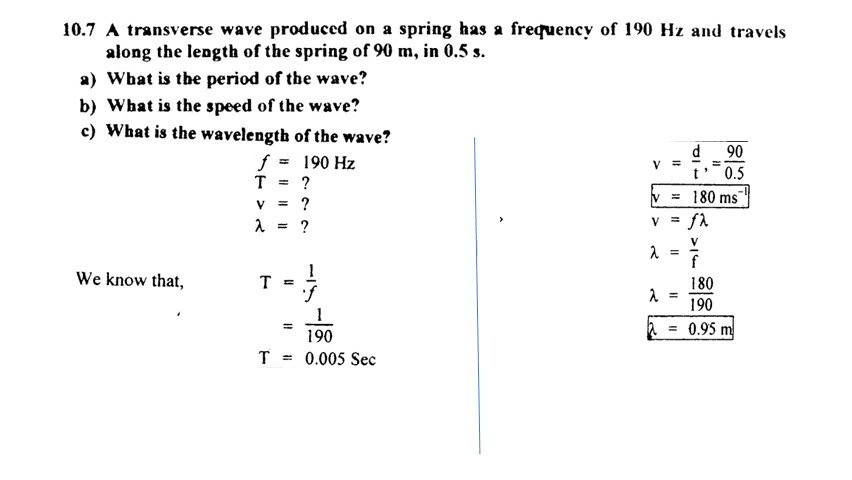 10.7 A transverse wave produced on a spring has a frequency of 190 Hz and travels
along the length of the spring of 90 m, in 0.5 s.
a) What is the period of the wave?
b) What is the speed of the wave?
c) What is the wavelength of the wave?
f = 190 Hz
T = ?
v = ?
λ = ?
We know that, T = 1/f
= 1/190
T = 0.005 Sec
v = d/t, = 90/0.5
v = 180 ms⁻¹
v = fλ
λ = v/f
λ = 180/190
λ = 0.95 m